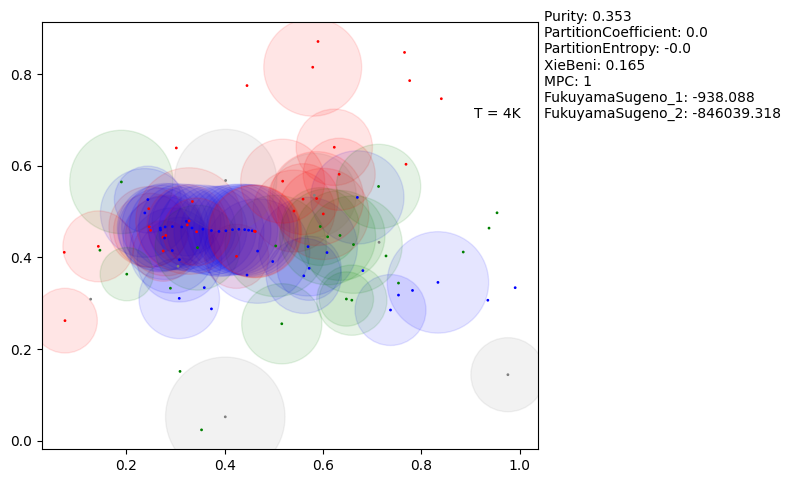 Purity: 0.353
PartitionCoefficient: 0.0
PartitionEntropy: -0.0
XieBeni: 0.165
MPC: 1
FukuyamaSugeno_1: -938.088
FukuyamaSugeno_2: -846039.318
T = 4K
0.8
0.6
0.4
0.2
0.0
0.2
0.4
0.6
0.8
1.0